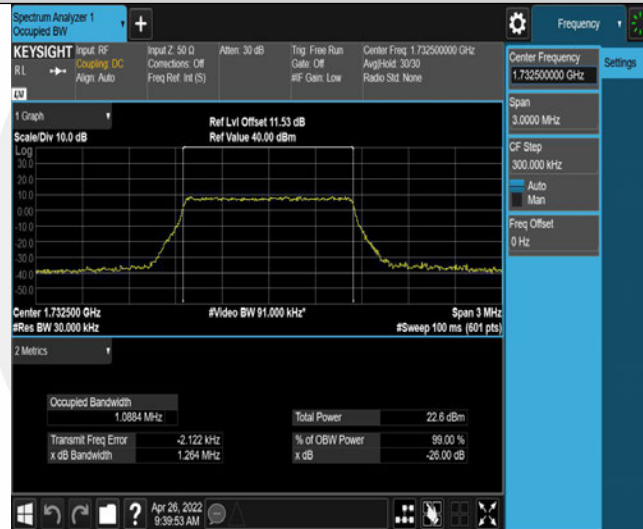 Spectrum Analyzer 1
Occupied BW
Frequency
KEYSIGHT
RL
Input: RF
Coupling: DC
Align: Auto
Input Z: 50 Ω
Corrections: Off
Freq Ref: Int (S)
Atten: 30 dB
Trig: Free Run
Gate: Off
#IF Gain: Low
Center Freq: 1.732500000 GHz
Avg|Hold: 30/30
Radio Std: None
LXI
1 Graph
Scale/Div 10.0 dB
Ref Lvl Offset 11.53 dB
Ref Value 40.00 dBm
Log
30.0
20.0
10.0
0.00
-10.0
-20.0
-30.0
-40.0
-50.0
Center 1.732500 GHz
#Res BW 30.000 kHz
#Video BW 91.000 kHz*
Span 3 MHz
#Sweep 100 ms (601 pts)
2 Metrics
Occupied Bandwidth
1.0884 MHz
Total Power 22.6 dBm
Transmit Freq Error -2.122 kHz
% of OBW Power 99.00 %
x dB Bandwidth 1.264 MHz
x dB -26.00 dB
Apr 26, 2022
9:39:53 AM
Center Frequency
1.732500000 GHz
Settings
Span
3.0000 MHz
CF Step
300.000 kHz
Auto
Man
Freq Offset
0 Hz